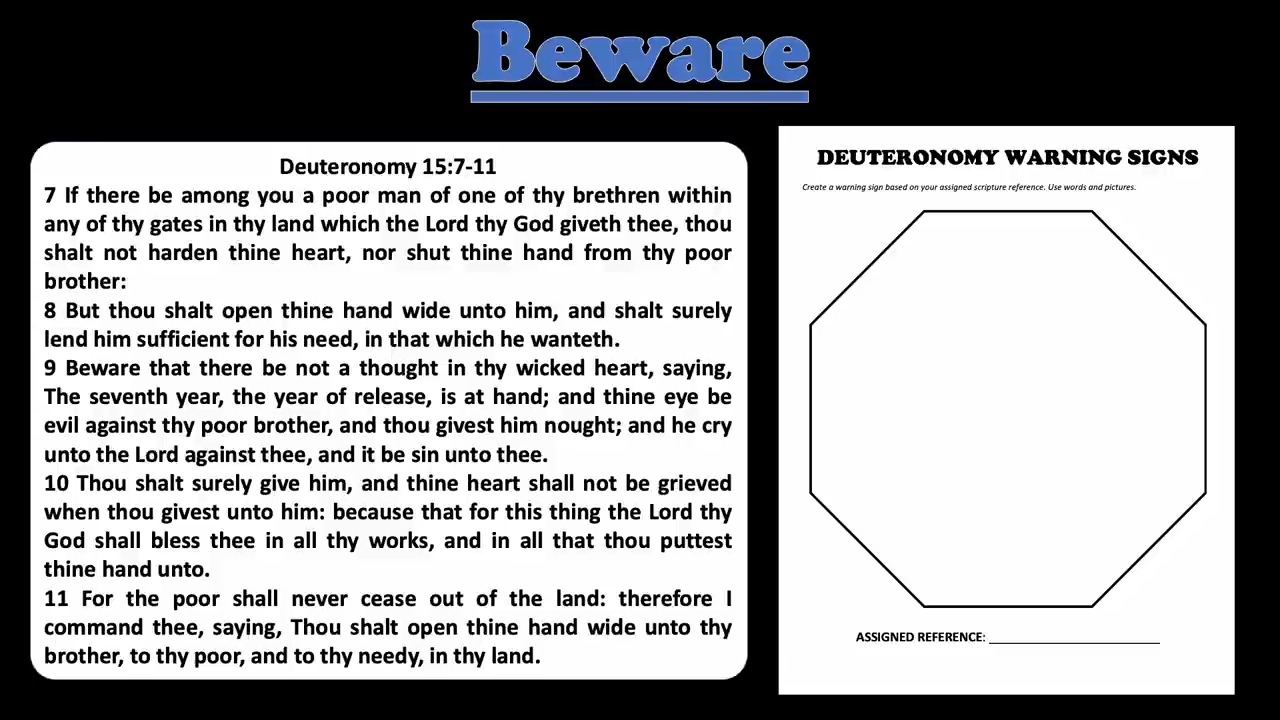 Beware
Deuteronomy 15:7-11
7 If there be among you a poor man of one of thy brethren within
any of thy gates in thy land which the Lord thy God giveth thee, thou
shalt not harden thine heart, nor shut thine hand from thy poor
brother:
8 But thou shalt open thine hand wide unto him, and shalt surely
lend him sufficient for his need, in that which he wanteth.
9 Beware that there be not a thought in thy wicked heart, saying,
The seventh year, the year of release, is at hand; and thine eye be
evil against thy poor brother, and thou givest him nought; and he cry
unto the Lord against thee, and it be sin unto thee.
10 Thou shalt surely give him, and thine heart shall not be grieved
when thou givest unto him: because that for this thing the Lord thy
God shall bless thee in all thy works, and in all that thou puttest
thine hand unto.
11 For the poor shall never cease out of the land: therefore I
command thee, saying, Thou shalt open thine hand wide unto thy
brother, to thy poor, and to thy needy, in thy land.
DEUTERONOMY WARNING SIGNS
Create a warning sign based on your assigned scripture reference. Use words and pictures.
ASSIGNED REFERENCE: ____________________